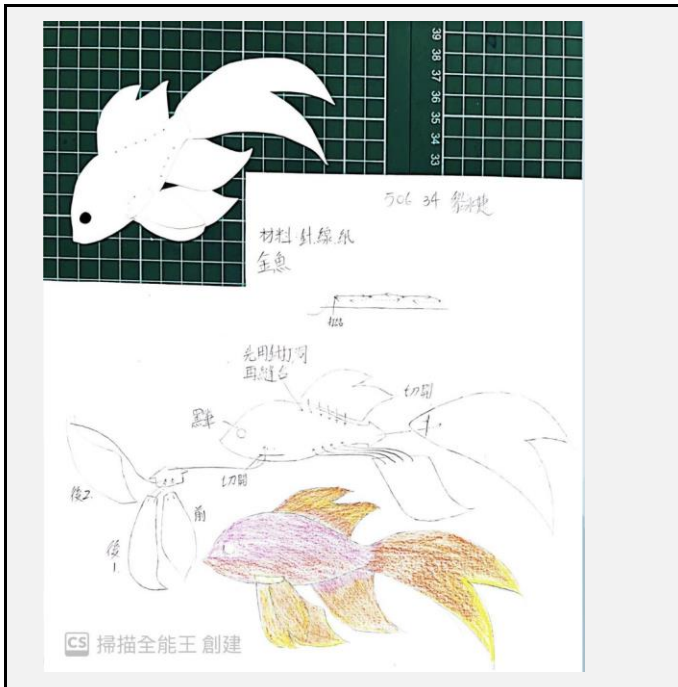 39
38
37
36
35
34
33
506 34
材料 針.線.紙
金魚
先用針打洞
再縫合
切開
切開
後2.
後
1.
前
CS 掃描全能王 創建